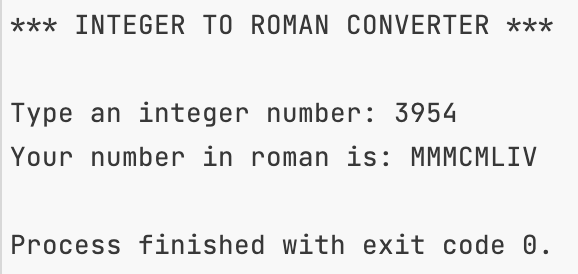 *** INTEGER TO ROMAN CONVERTER ***
Type an integer number: 3954
Your number in roman is: MMMCMLIV
Process finished with exit code 0.